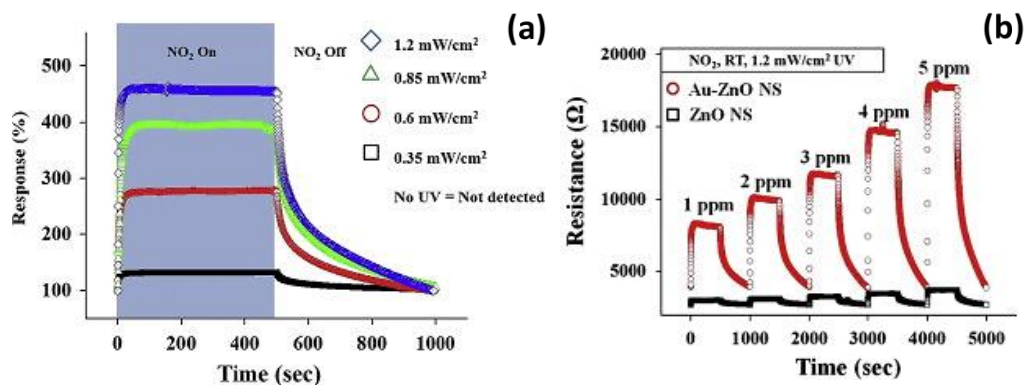 (a)
NO₂ On
NO₂ Off
1.2 mW/cm²
0.85 mW/cm²
0.6 mW/cm²
0.35 mW/cm²
No UV = Not detected
500
400
300
200
100
Response (%)
0
200
400
600
800
1000
Time (sec)
(b)
NO₂, RT, 1.2 mW/cm² UV
Au-ZnO NS
ZnO NS
1 ppm
2 ppm
3 ppm
4 ppm
5 ppm
20000
15000
10000
5000
Resistance (Ω)
0
1000
2000
3000
4000
5000
Time (sec)